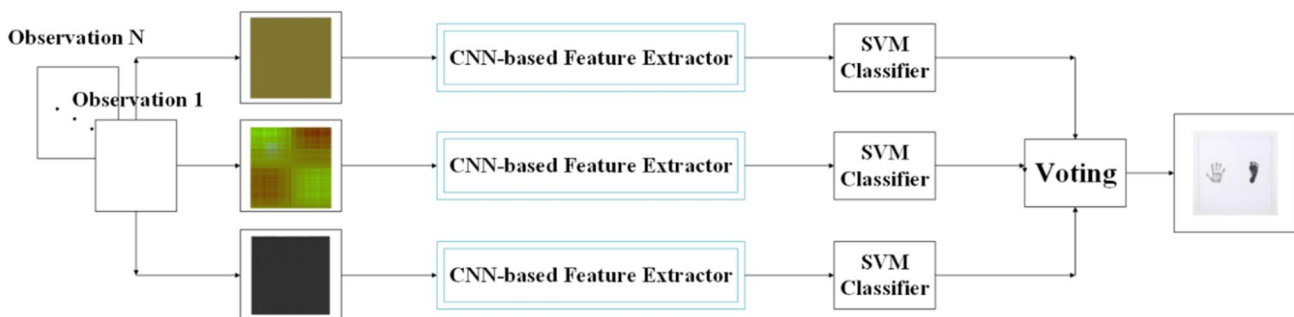 Observation N
Observation 1
CNN-based Feature Extractor
SVM
Classifier
CNN-based Feature Extractor
SVM
Classifier
Voting
CNN-based Feature Extractor
SVM
Classifier